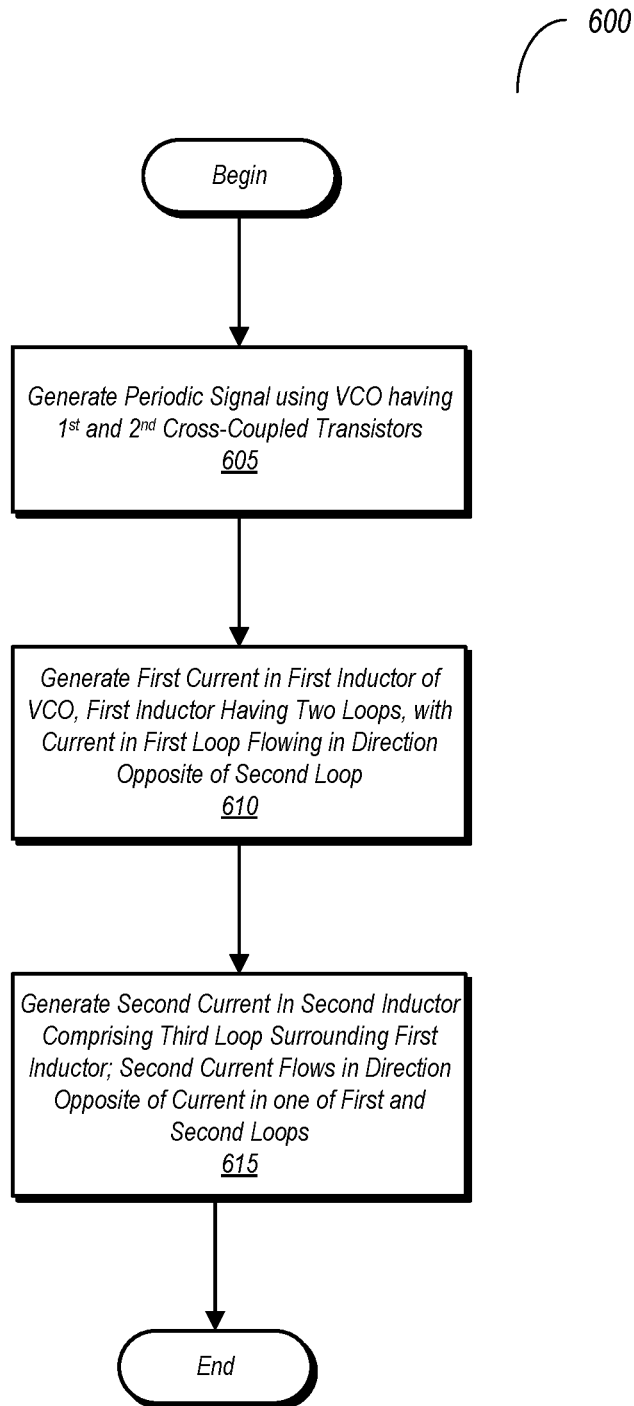 600
Begin
Generate Periodic Signal using VCO having
1st and 2nd Cross-Coupled Transistors
605
Generate First Current in First Inductor of
VCO, First Inductor Having Two Loops, with
Current in First Loop Flowing in Direction
Opposite of Second Loop
610
Generate Second Current In Second Inductor
Comprising Third Loop Surrounding First
Inductor; Second Current Flows in Direction
Opposite of Current in one of First and
Second Loops
615
End